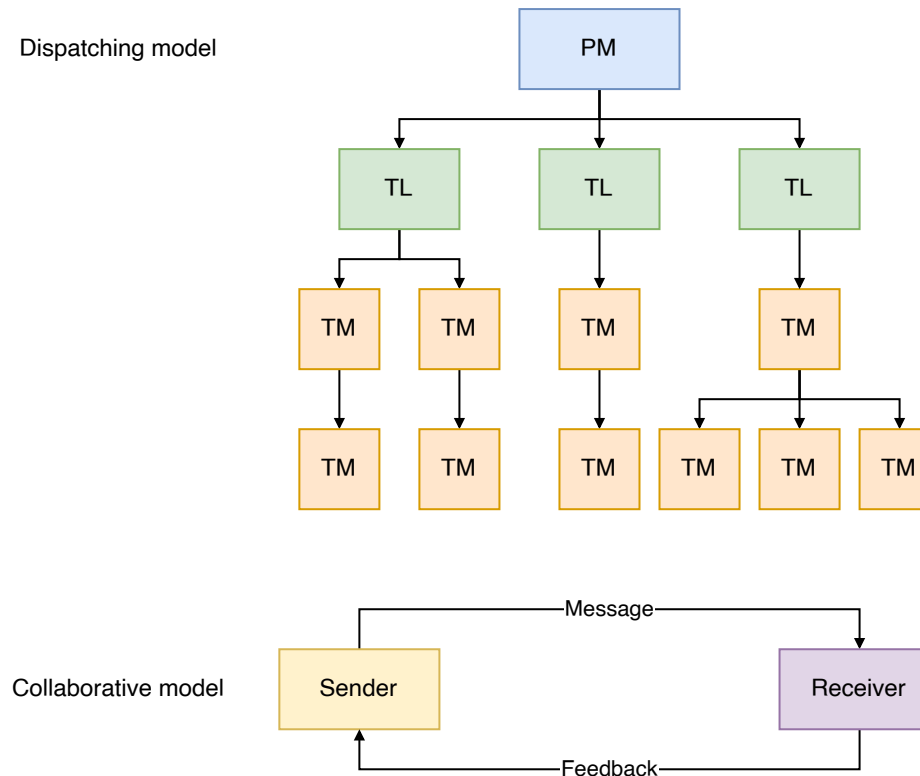 Dispatching model
PM
TL
TL
TL
TM
TM
TM
TM
TM
TM
TM
TM
TM
TM
Message
Collaborative model
Sender
Receiver
Feedback